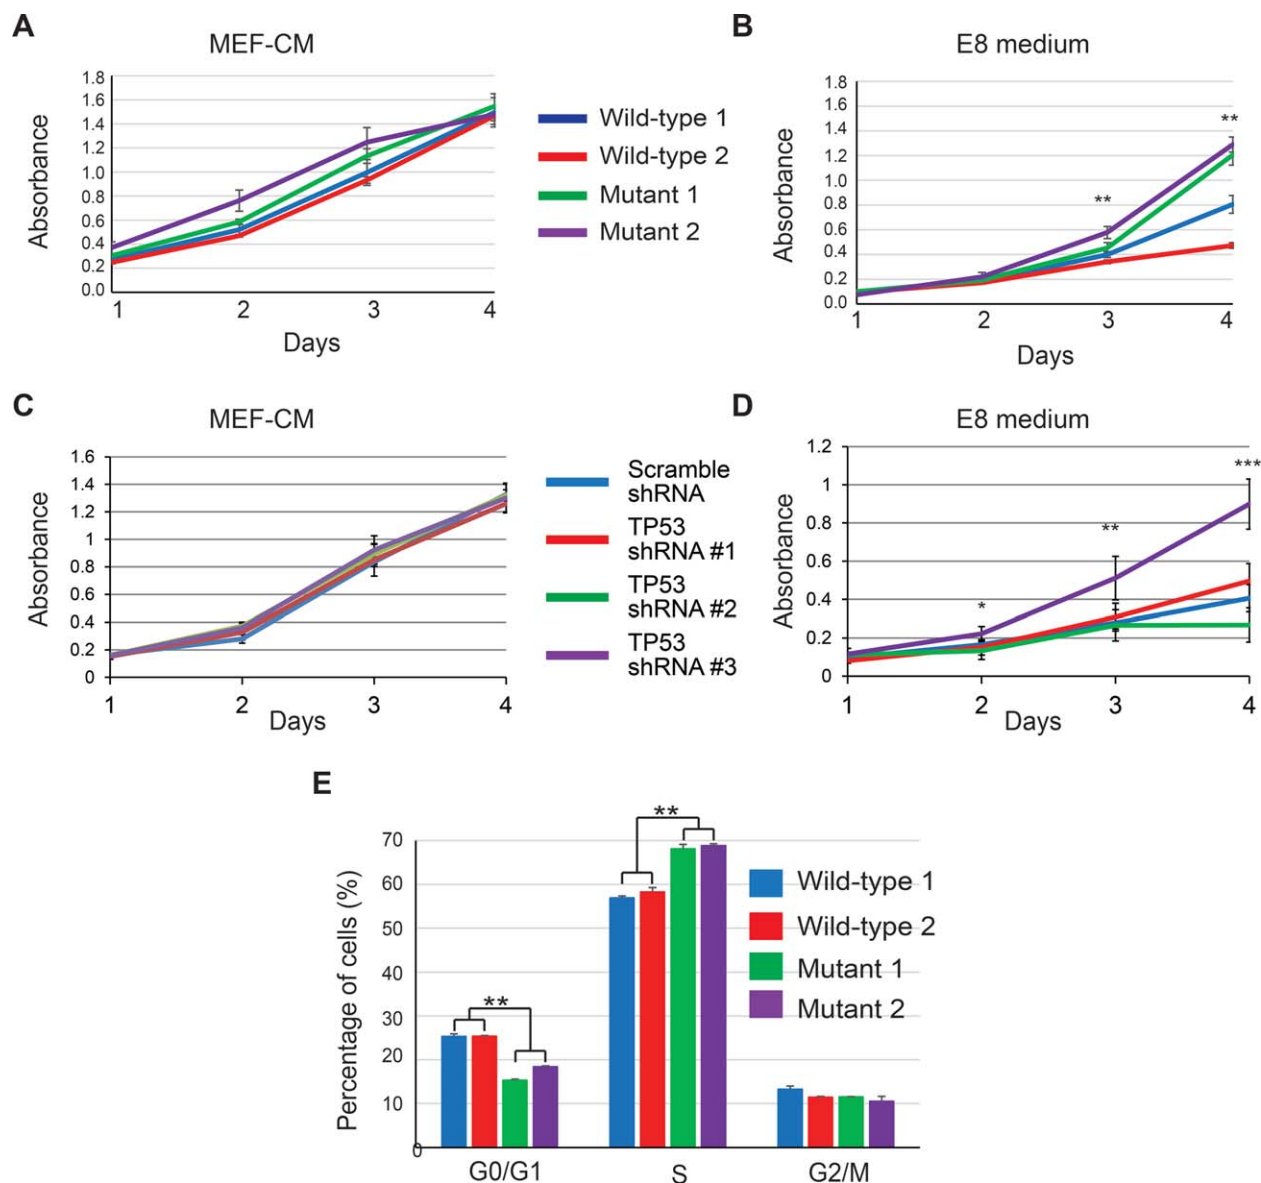 A
MEF-CM
Absorbance
1.8
1.6
1.4
1.2
1.0
0.8
0.6
0.4
0.2
0.0
1 2 3 4
Days
Wild-type 1
Wild-type 2
Mutant 1
Mutant 2
B
E8 medium
Absorbance
1.8
1.6
1.4
1.2
1.0
0.8
0.6
0.4
0.2
0.0
**
**
1 2 3 4
Days
C
MEF-CM
Absorbance
1.6
1.4
1.2
1
0.8
0.6
0.4
0.2
0
1 2 3 4
Days
Scramble
shRNA
TP53
shRNA #1
TP53
shRNA #2
TP53
shRNA #3
D
E8 medium
Absorbance
1.2
1
0.8
0.6
0.4
0.2
0
*
**
***
1 2 3 4
Days
E
Percentage of cells (%)
70
60
50
40
30
20
10
0
**
**
G0/G1 S G2/M
Wild-type 1
Wild-type 2
Mutant 1
Mutant 2